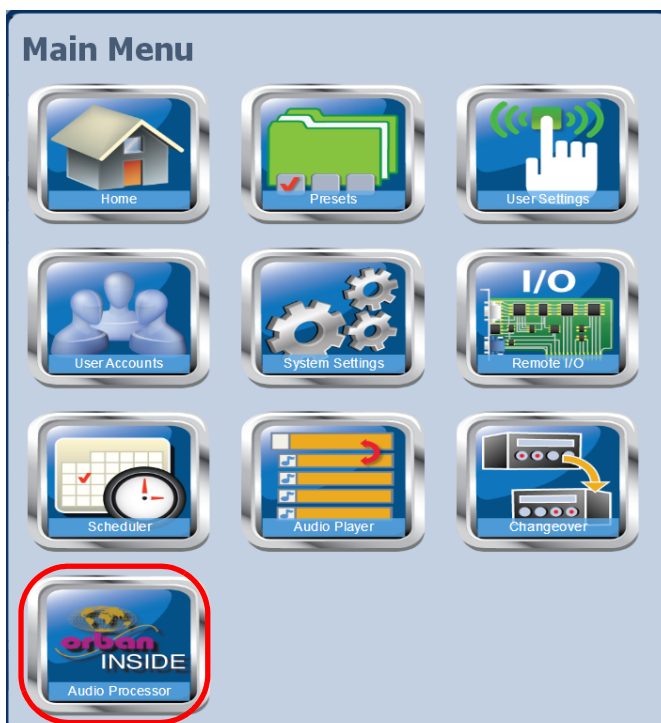 Main Menu
Home
Presets
User Settings
User Accounts
System Settings
I/O
Remote I/O
Scheduler
Audio Player
Changeover
orban
INSIDE
Audio Processor